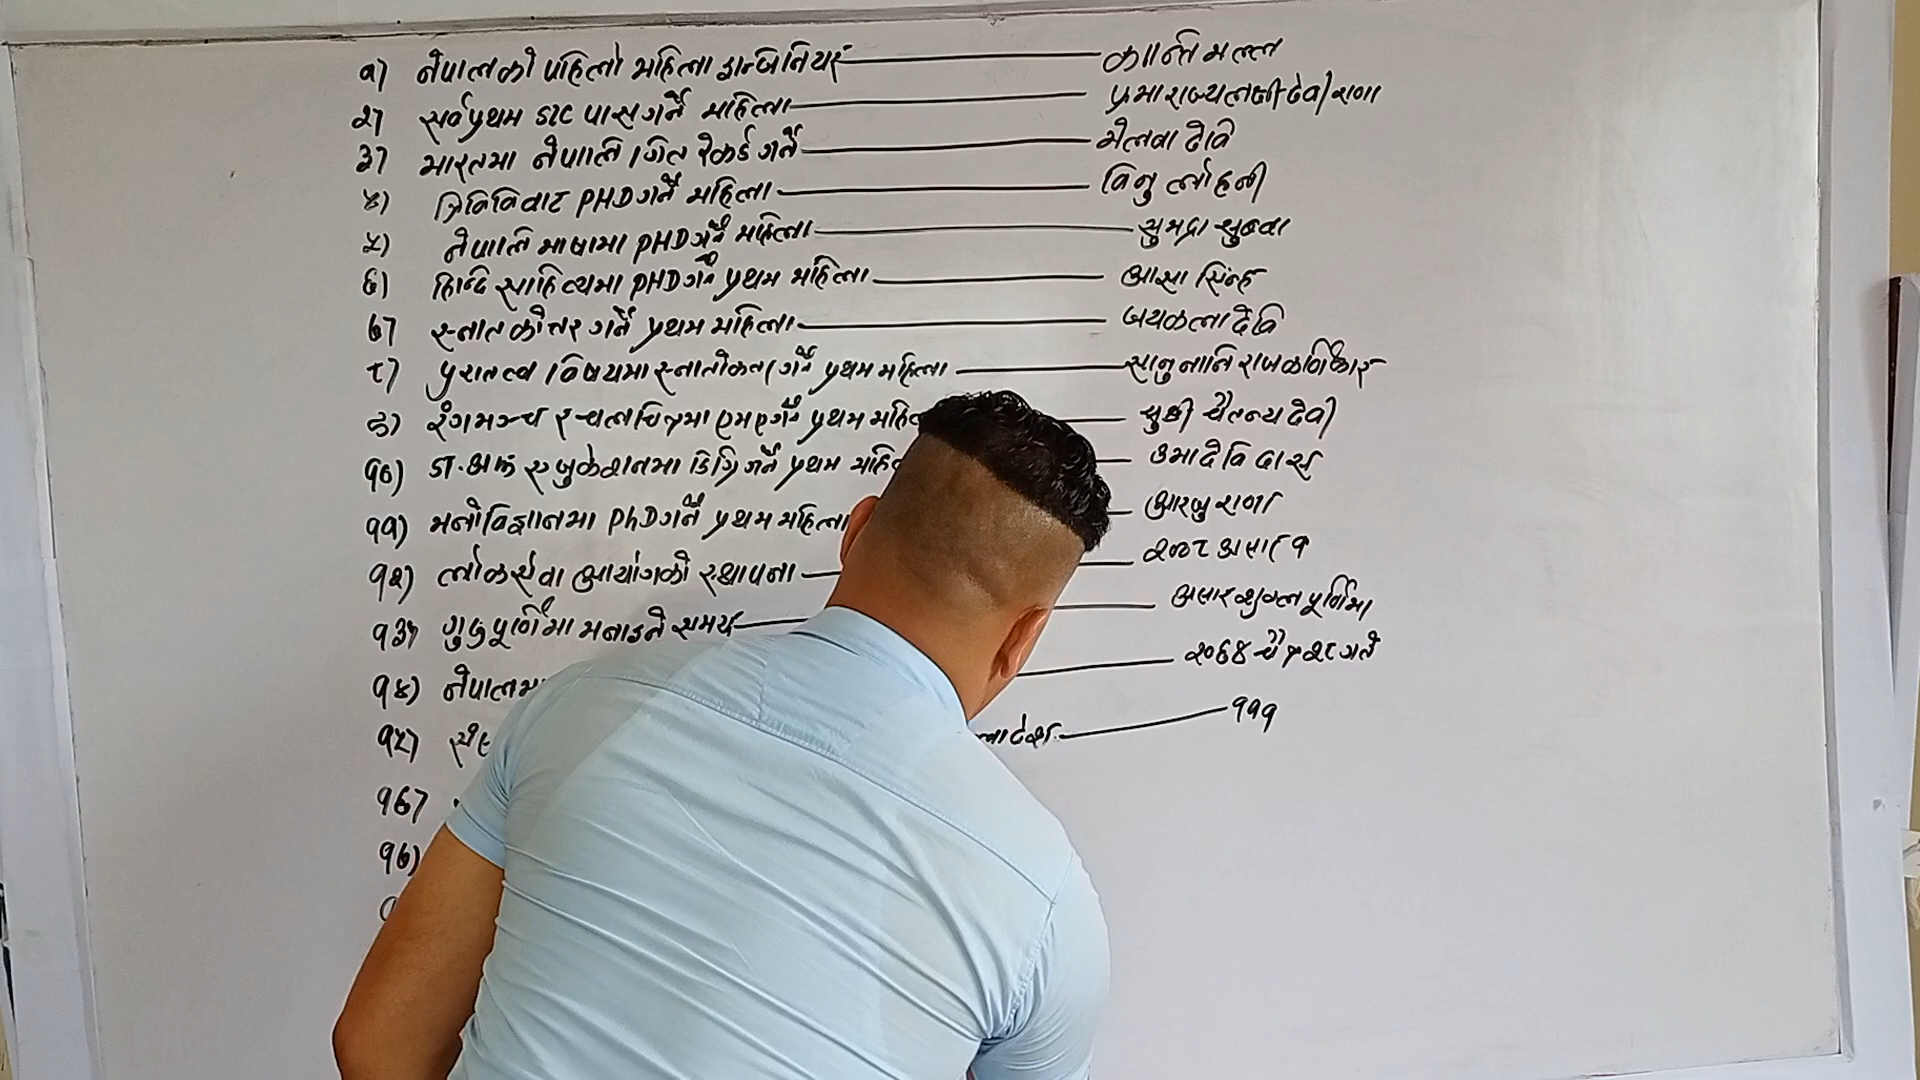 १) नेपालको पहिलो महिला इन्जिनियर — कान्ति मल्ल
२) सर्वप्रथम SLC पास गर्ने महिला — प्रभा राज्यलक्ष्मी देवी राणा
३) भारतमा नेपालि गित रेकर्ड गर्ने — मेलवा देवि
४) त्रिविविवाट PHD गर्ने महिला — विनु लोहनी
५) नेपालि भाषामा PHD गर्ने महिला — सुभद्रा सुब्बा
६) हिन्दि साहित्यमा PHD गर्ने प्रथम महिला — आसा सिन्ह
७) स्नातकोत्तर गर्ने प्रथम महिला — जयकला देवि
८) पुरातत्व विषयमा स्नातोकत्तर गर्ने प्रथम महिला — सानुनानि राजकर्णिकार
९) रंगमञ्च र चलचित्रमा एमए गर्ने प्रथम महि — सुश्री चैतन्य देवी
१०) डा. अफ एजुकेशनमा डिग्रि गर्ने प्रथम महि — उमादेवि दास
११) मनोविज्ञानमा PhD गर्ने प्रथम महिला — आरजु राणा
१२) लोक सेवा आयोगको स्थापना — २००८ असार १
१३) गुरुपूर्णिमा मनाइने समय — असार शुक्ल पूर्णिमा
१४) नेपालमा — २०६४ चैत्र २८ गते
१५) — १११
१६)
१७)